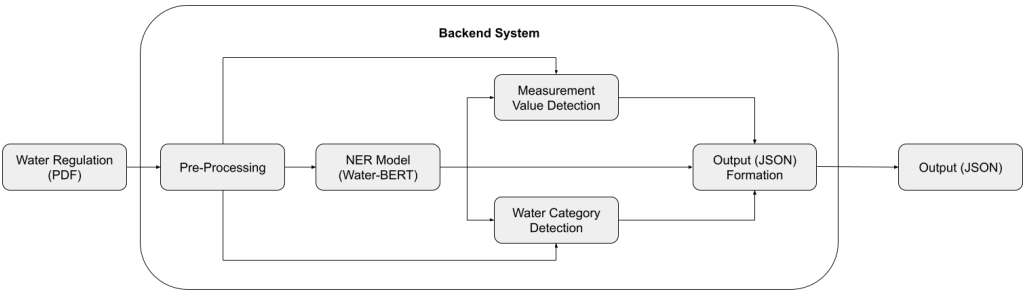 Backend System
Water Regulation
(PDF)
Pre-Processing
NER Model
(Water-BERT)
Measurement
Value Detection
Water Category
Detection
Output (JSON)
Formation
Output (JSON)